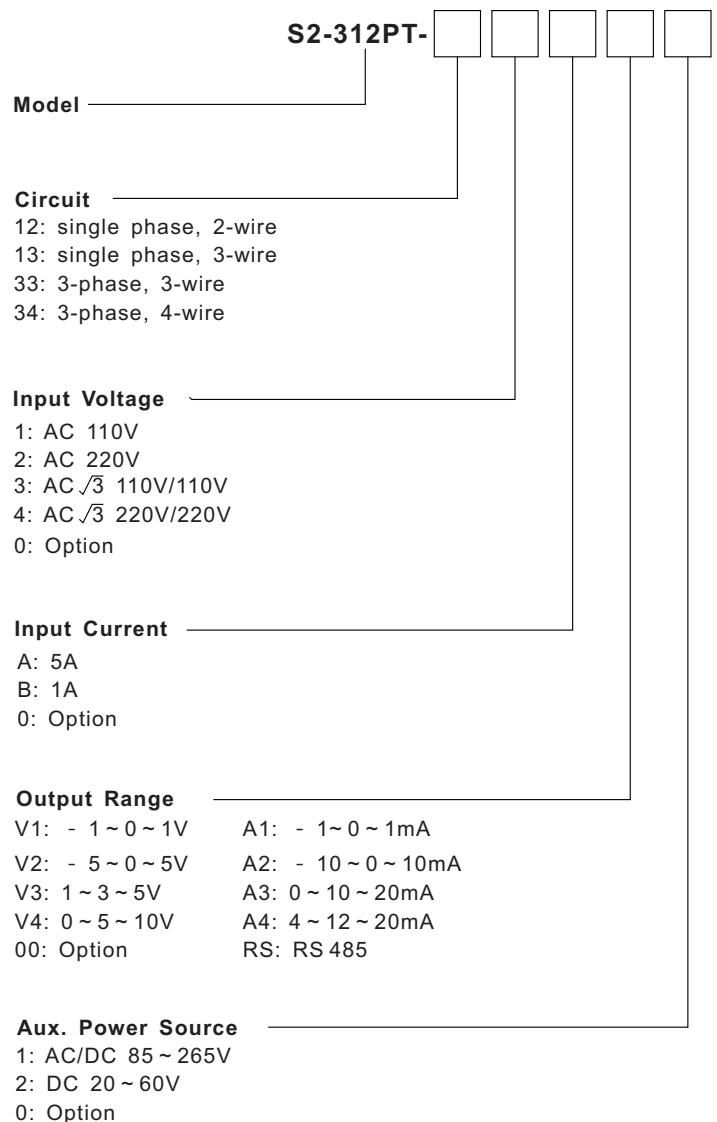 S2-312PT-
Model
Circuit
12: single phase, 2-wire
13: single phase, 3-wire
33: 3-phase, 3-wire
34: 3-phase, 4-wire
Input Voltage
1: AC 110V
2: AC 220V
3: AC √3 110V/110V
4: AC √3 220V/220V
0: Option
Input Current
A: 5A
B: 1A
0: Option
Output Range
V1: - 1 ~ 0 ~ 1V A1: - 1~ 0 ~ 1mA
V2: - 5 ~ 0 ~ 5V A2: - 10 ~ 0 ~ 10mA
V3: 1 ~ 3 ~ 5V A3: 0 ~ 10 ~ 20mA
V4: 0 ~ 5 ~ 10V A4: 4 ~ 12 ~ 20mA
00: Option RS: RS 485
Aux. Power Source
1: AC/DC 85 ~ 265V
2: DC 20 ~ 60V
0: Option